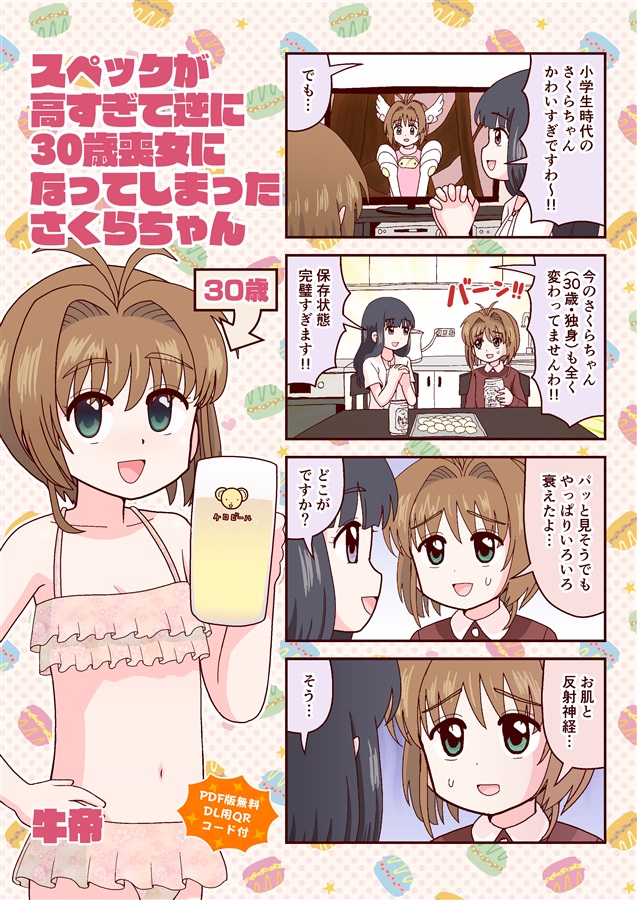 スペックが
高すぎて逆に
30歳喪女に
なってしまった
さくらちゃん
30歳
ケロビール
牛帝
PDF版無料
DL用QR
コード付
小学生時代の
さくらちゃん
かわいすぎですわ〜!!
でも…
今のさくらちゃん
(30歳・独身)も全く
変わってませんわ!!
バーン!!
保存状態
完璧すぎます!!
パッと見そうでも
やっぱりいろいろ
衰えたよ…
どこが
ですか?
お肌と
反射神経…
そう…